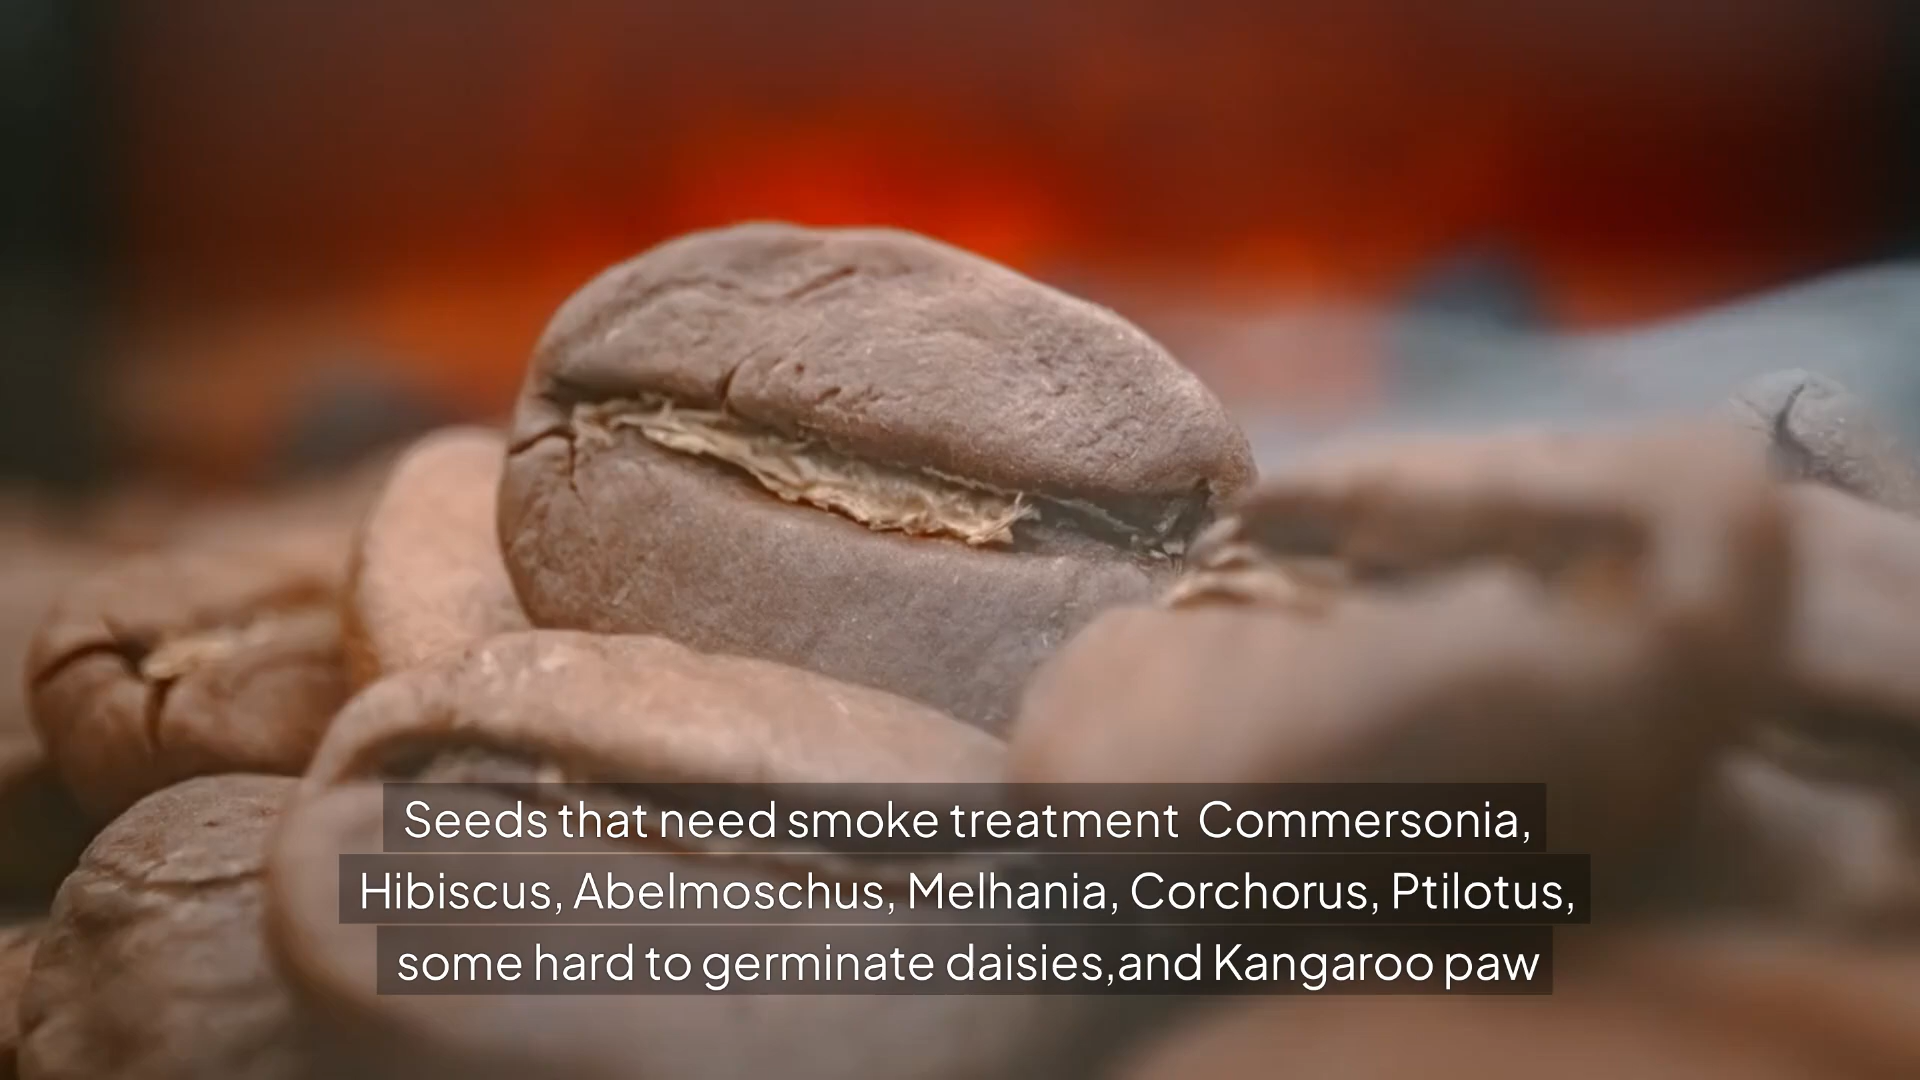 Seeds that need smoke treatment  Commersonia,
Hibiscus, Abelmoschus, Melhania, Corchorus, Ptilotus,
some hard to germinate daisies,and Kangaroo paw